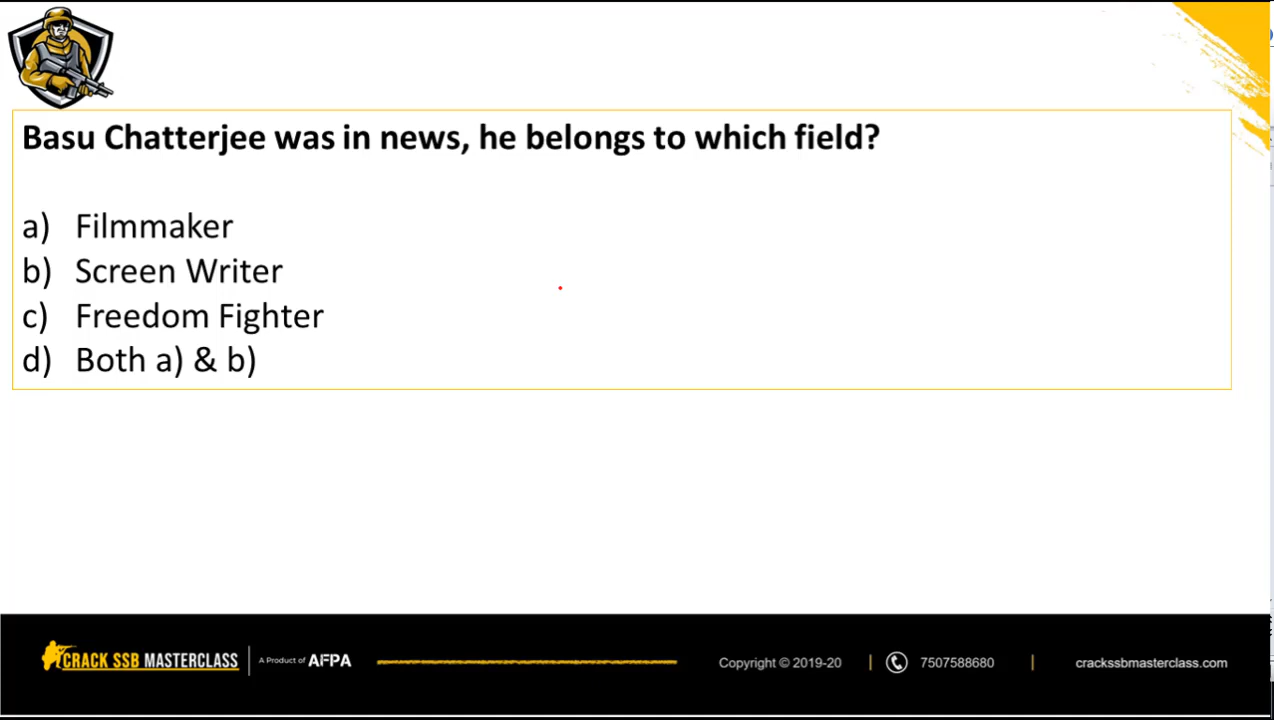 Basu Chatterjee was in news, he belongs to which field?
a) Filmmaker
b) Screen Writer
c) Freedom Fighter
d) Both a) & b)
CRACK SSB MASTERCLASS | A Product of AFPA Copyright © 2019-20 | 7507588680 | crackssbmasterclass.com